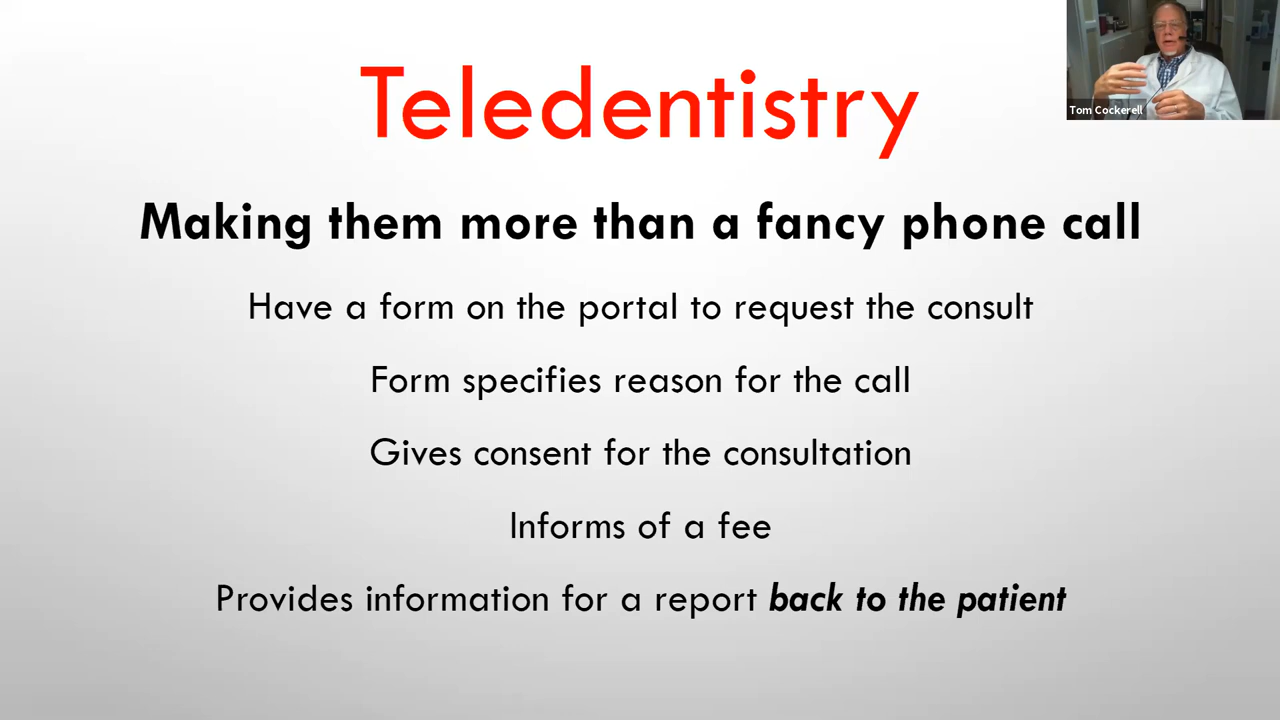 Teledentistry
Tom Cockerell
Making them more than a fancy phone call
Have a form on the portal to request the consult
Form specifies reason for the call
Gives consent for the consultation
Informs of a fee
Provides information for a report back to the patient